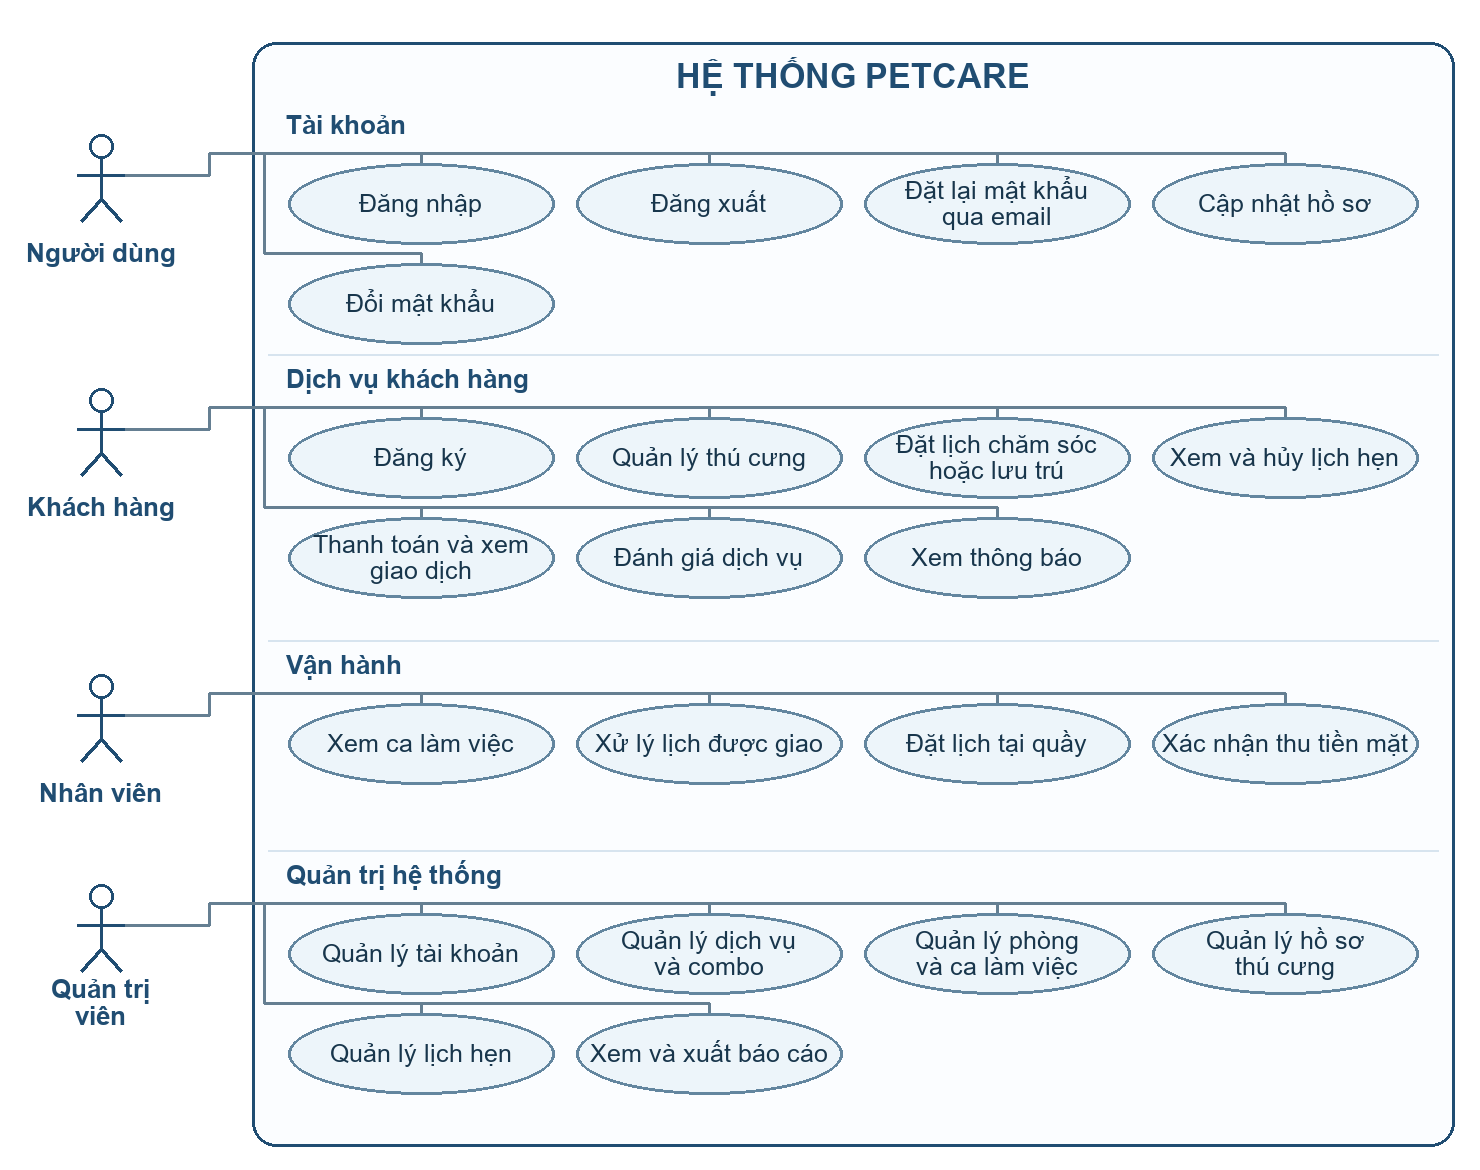 HỆ THỐNG PETCARE
Tài khoản
Đăng nhập
Đăng xuất
Đặt lại mật khẩu
qua email
Cập nhật hồ sơ
Người dùng
Đổi mật khẩu
Dịch vụ khách hàng
Đăng ký
Quản lý thú cưng
Đặt lịch chăm sóc
hoặc lưu trú
Xem và hủy lịch hẹn
Khách hàng
Thanh toán và xem
giao dịch
Đánh giá dịch vụ
Xem thông báo
Vận hành
Xem ca làm việc
Xử lý lịch được giao
Đặt lịch tại quầy
Xác nhận thu tiền mặt
Nhân viên
Quản trị hệ thống
Quản lý tài khoản
Quản lý dịch vụ
và combo
Quản lý phòng
và ca làm việc
Quản lý hồ sơ
thú cưng
Quản trị
viên
Quản lý lịch hẹn
Xem và xuất báo cáo